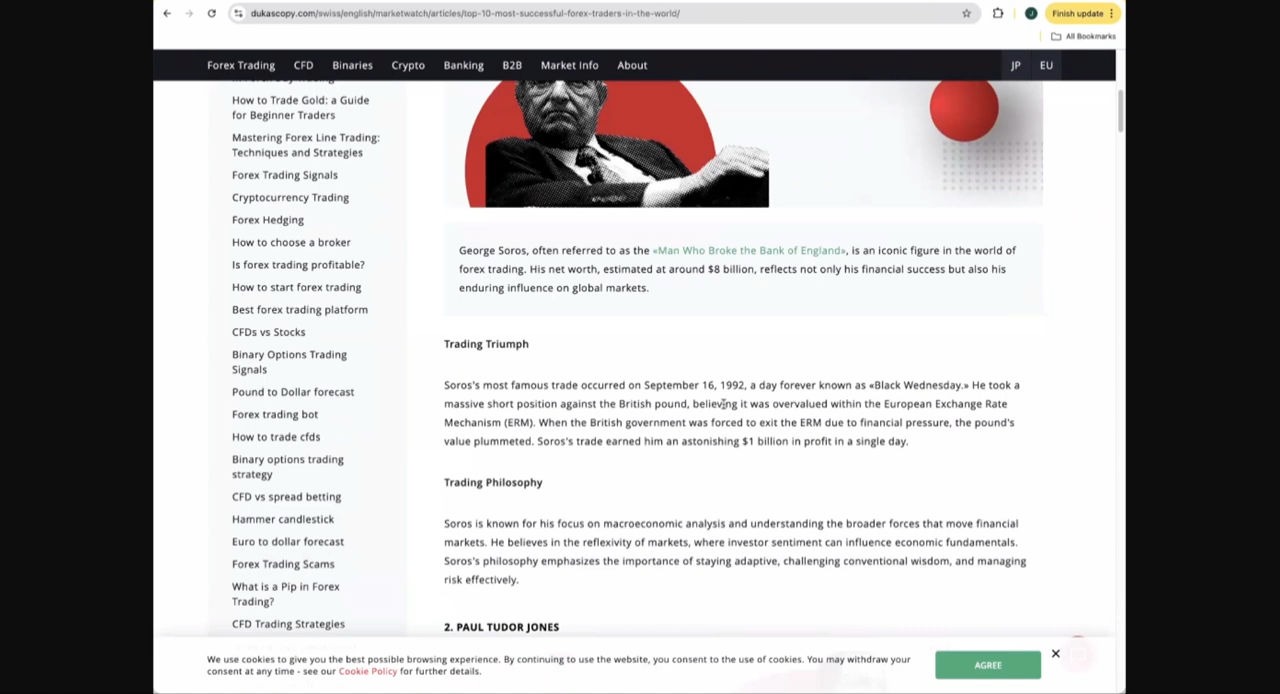 dukascopy.com/swiss/english/marketwatch/articles/top-10-most-successful-forex-traders-in-the-world/
Finish update
All Bookmarks
Forex Trading CFD Binaries Crypto Banking B2B Market Info About JP EU
How to Trade Gold: a Guide
for Beginner Traders
Mastering Forex Line Trading:
Techniques and Strategies
Forex Trading Signals
Cryptocurrency Trading
Forex Hedging
How to choose a broker
Is forex trading profitable?
How to start forex trading
Best forex trading platform
CFDs vs Stocks
Binary Options Trading
Signals
Pound to Dollar forecast
Forex trading bot
How to trade cfds
Binary options trading
strategy
CFD vs spread betting
Hammer candlestick
Euro to dollar forecast
Forex Trading Scams
What is a Pip in Forex
Trading?
CFD Trading Strategies
George Soros, often referred to as the «Man Who Broke the Bank of England», is an iconic figure in the world of
forex trading. His net worth, estimated at around $8 billion, reflects not only his financial success but also his
enduring influence on global markets.
Trading Triumph
Soros's most famous trade occurred on September 16, 1992, a day forever known as «Black Wednesday.» He took a
massive short position against the British pound, believing it was overvalued within the European Exchange Rate
Mechanism (ERM). When the British government was forced to exit the ERM due to financial pressure, the pound's
value plummeted. Soros's trade earned him an astonishing $1 billion in profit in a single day.
Trading Philosophy
Soros is known for his focus on macroeconomic analysis and understanding the broader forces that move financial
markets. He believes in the reflexivity of markets, where investor sentiment can influence economic fundamentals.
Soros's philosophy emphasizes the importance of staying adaptive, challenging conventional wisdom, and managing
risk effectively.
2. PAUL TUDOR JONES
We use cookies to give you the best possible browsing experience. By continuing to use the website, you consent to the use of cookies. You may withdraw your
consent at any time - see our Cookie Policy for further details.
AGREE